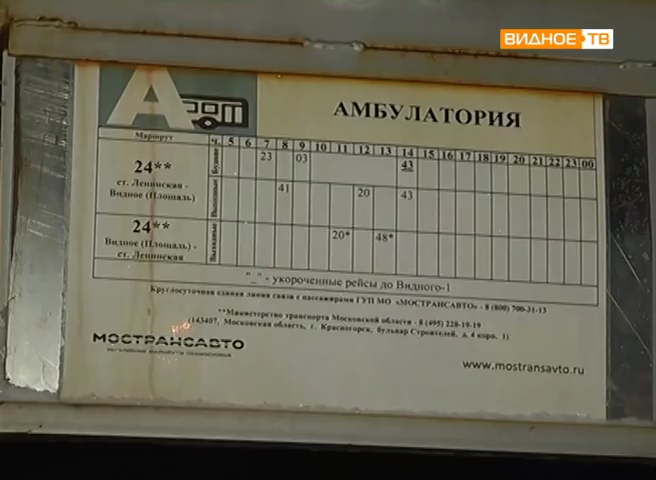 ВИДНОЕ ТВ
А
АМБУЛАТОРИЯ
Маршрут ч. 5 6 7 8 9 10 11 12 13 14 15 16 17 18 19 20 21 22 23 00
24** ст. Ленинская - Видное (Площадь) Будние 23 03 43
Выходные 41 20 43
24** Видное (Площадь) - ст. Ленинская Выходные 20* 48*
"_" - укороченные рейсы до Видного-1
Круглосуточная единая линия связи с пассажирами ГУП МО «МОСТРАНСАВТО» - 8 (800) 700-31-13
**Министерство транспорта Московской области - 8 (495) 228-19-19
(143407, Московская область, г. Красногорск, бульвар Строителей, д. 4 корп. 1)
МОСТРАНСАВТО
www.mostransavto.ru